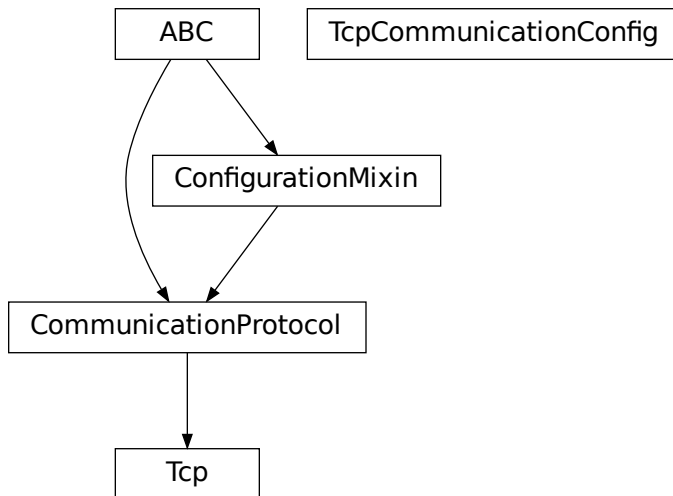 ABC
TcpCommunicationConfig
ConfigurationMixin
CommunicationProtocol
Tcp